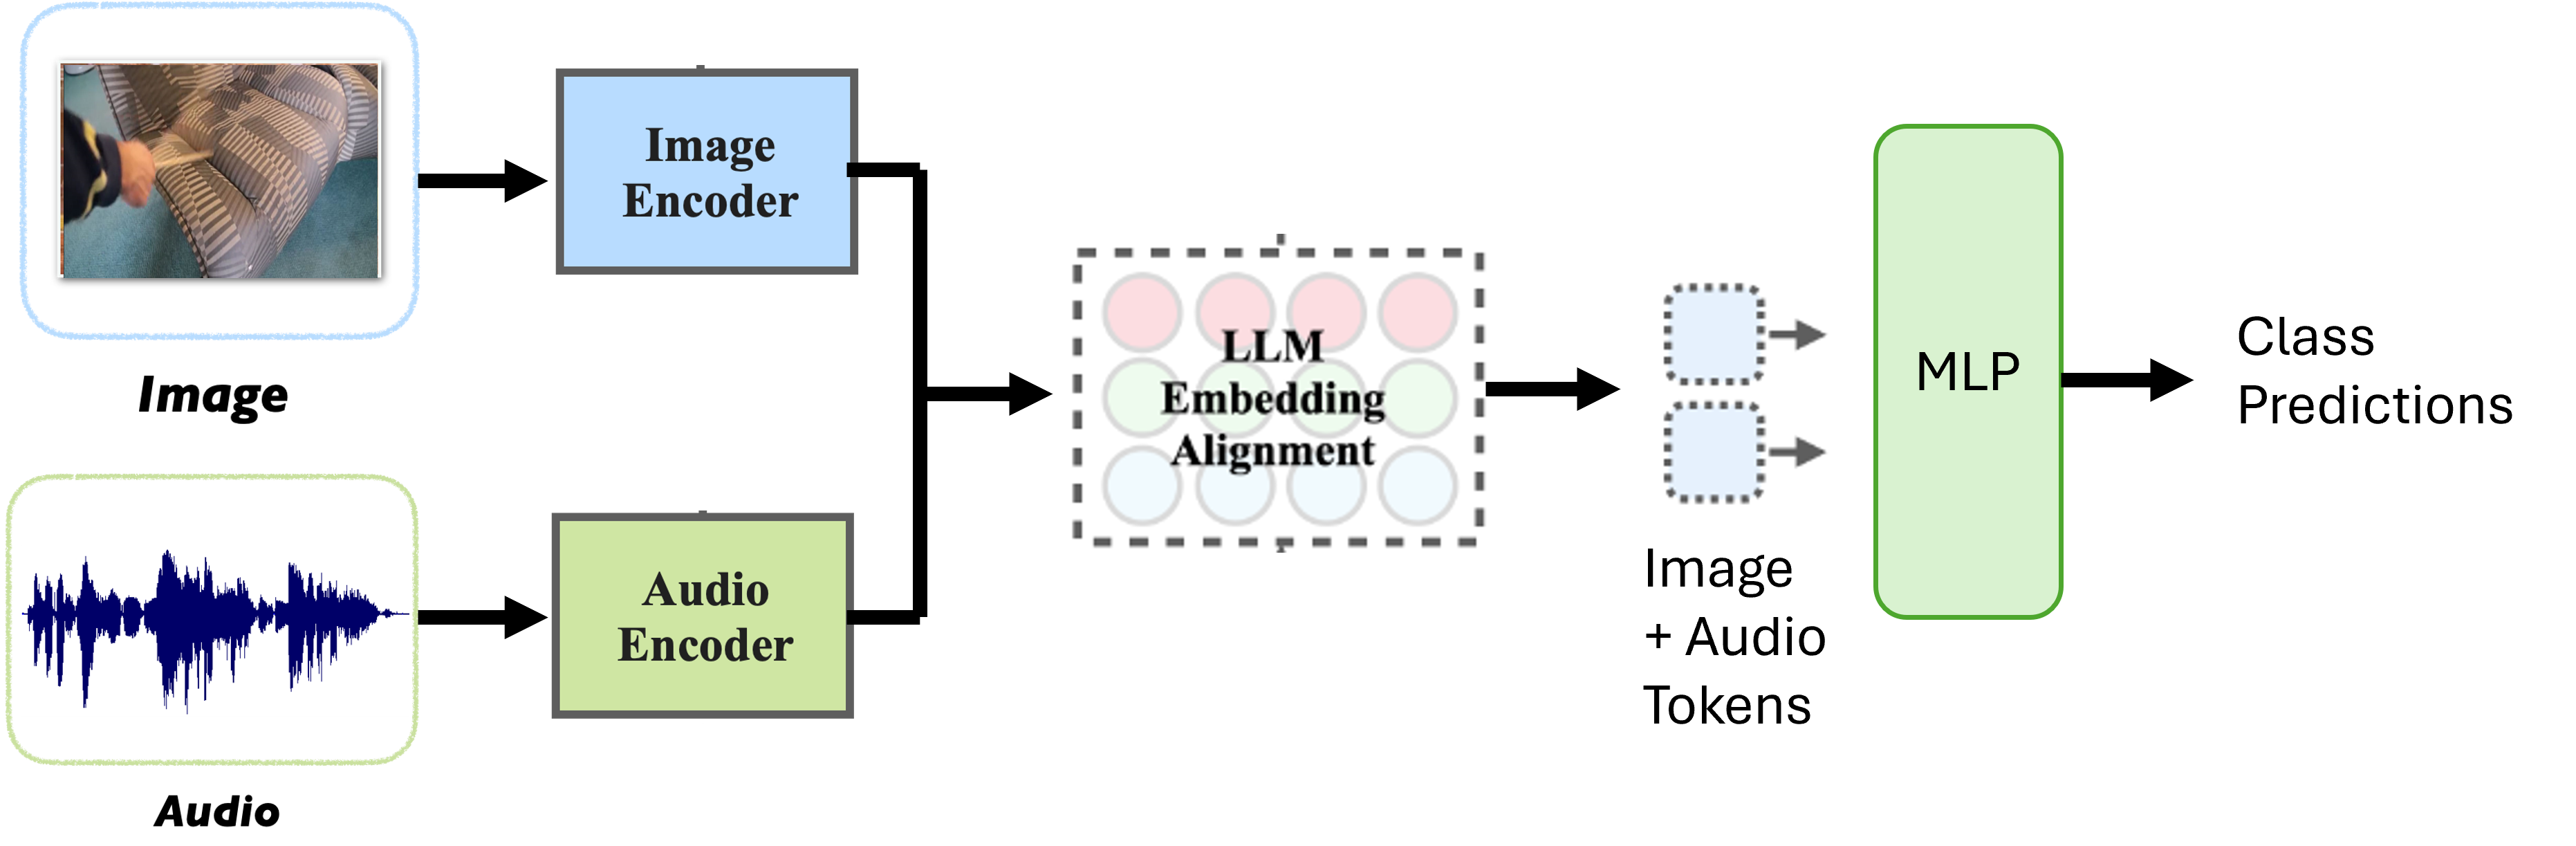 Image
Audio
Image
Encoder
Audio
Encoder
LLM
Embedding
Alignment
Image
+ Audio
Tokens
MLP
Class
Predictions